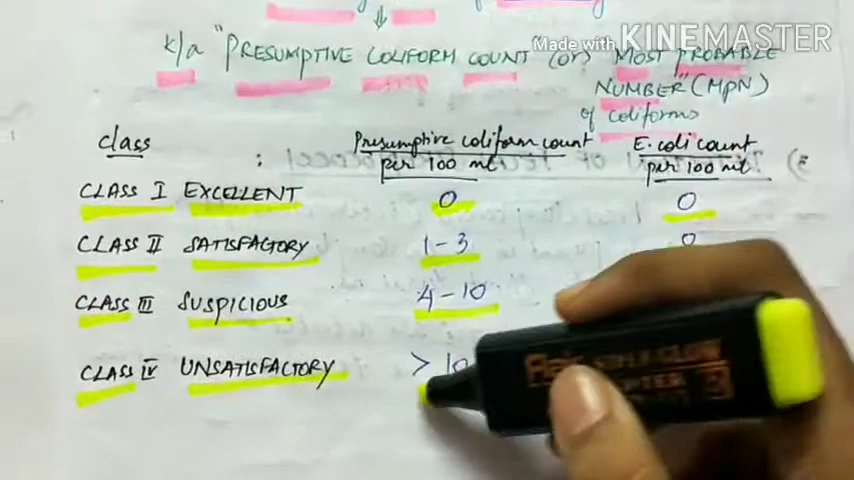 Made with KINEMASTER
k/a "PRESUMPTIVE COLIFORM COUNT" (or) MOST PROBABLE
NUMBER" (MPN)
of coliforms
class Presumptive coliform count E. coli count
: per 100 ml per 100 ml
CLASS I EXCELLENT 0 0
CLASS II SATISFACTORY 1-3 0
CLASS III SUSPICIOUS 4-10
CLASS IV UNSATISFACTORY > 10